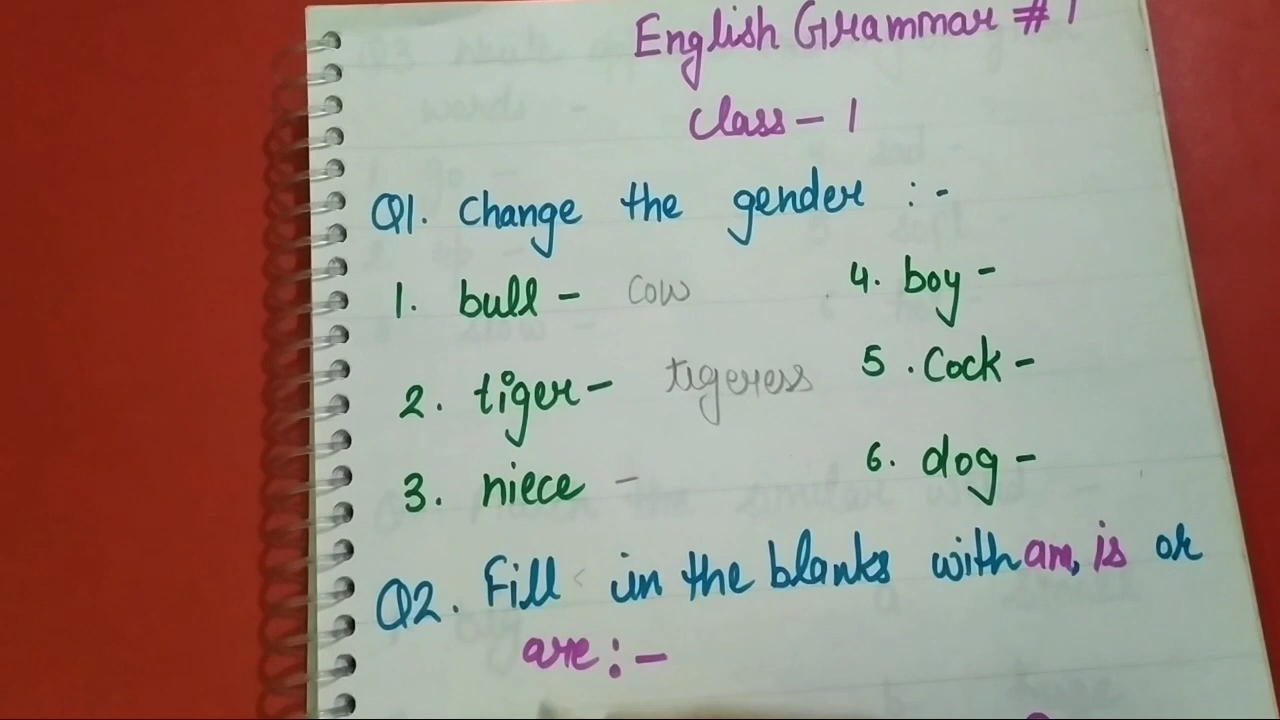 English Grammar # 1
Class - 1
Q1. Change the gender :-
1. bull - cow
2. tiger - tigeress
3. niece -
4. boy -
5. Cock -
6. dog -
Q2. Fill in the blanks with am, is or
are :-